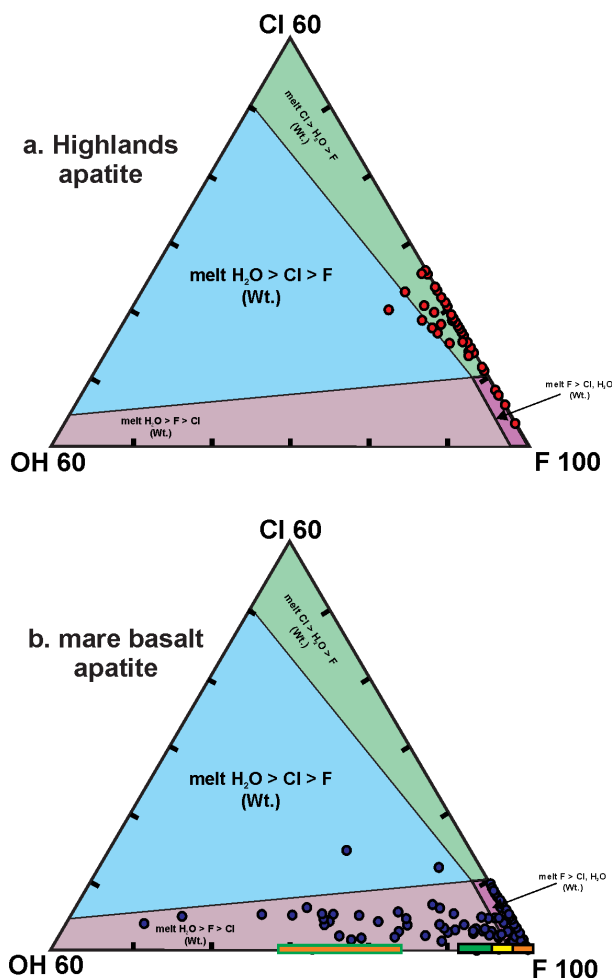 Cl 60
a. Highlands
apatite
melt Cl > H₂O > F
(Wt.)
melt H₂O > Cl > F
(Wt.)
melt F > Cl, H₂O
(Wt.)
melt H₂O > F > Cl
(Wt.)
OH 60
F 100
Cl 60
b. mare basalt
apatite
melt Cl > H₂O > F
(Wt.)
melt H₂O > Cl > F
(Wt.)
melt F > Cl, H₂O
(Wt.)
melt H₂O > F > Cl
(Wt.)
OH 60
F 100